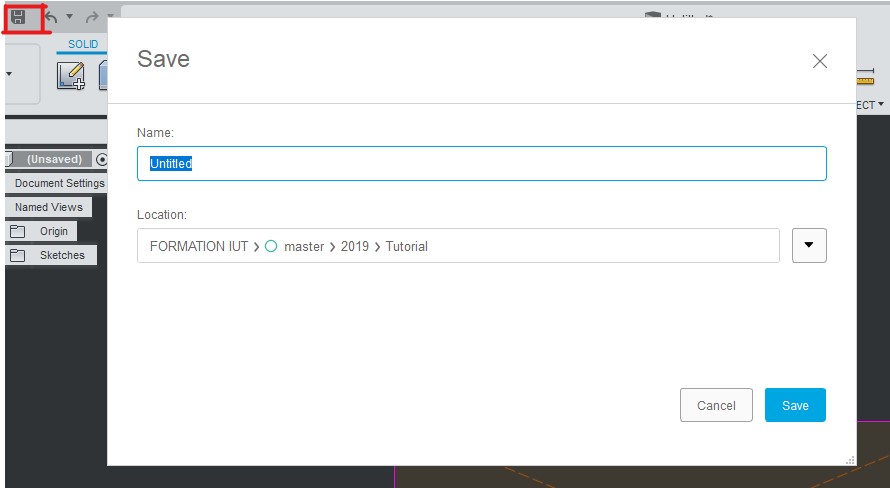 SOLID
Save
ECT
Name:
(Unsaved)
Untitled
Document Settings
Named Views
Location:
Origin
FORMATION IUT > master > 2019 > Tutorial
Sketches
Cancel
Save